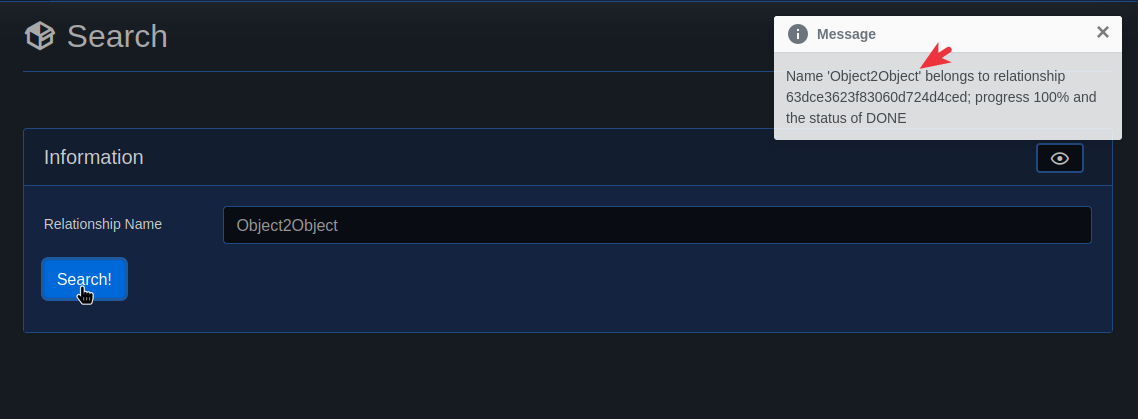 Search
Message
Name 'Object2Object' belongs to relationship
63dce3623f83060d724d4ced; progress 100% and
the status of DONE
Information
Relationship Name
Object2Object
Search!